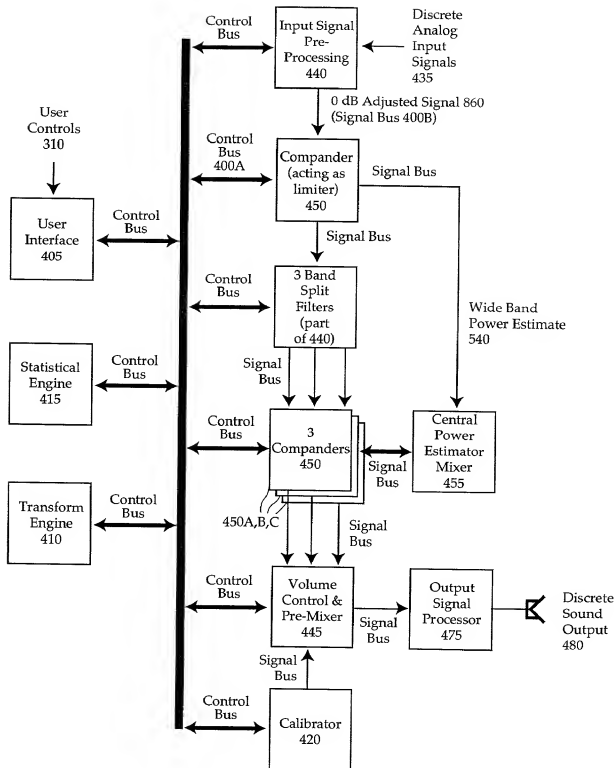 Control
Bus
Input Signal
Pre-
Processing
440
Discrete
Analog
Input
Signals
435
0 dB Adjusted Signal 860
(Signal Bus 400B)
User
Controls
310
Control
Bus
400A
Compander
(acting as
limiter)
450
Signal Bus
User
Interface
405
Control
Bus
Signal Bus
Control
Bus
3 Band
Split
Filters
(part
of 440)
Wide Band
Power Estimate
540
Signal
Bus
Statistical
Engine
415
Control
Bus
Control
Bus
3
Companders
450
Signal
Bus
Central
Power
Estimator
Mixer
455
Transform
Engine
410
Control
Bus
450A,B,C
Signal
Bus
Control
Bus
Volume
Control &
Pre-Mixer
445
Signal
Bus
Output
Signal
Processor
475
Discrete
Sound
Output
480
Signal
Bus
Control
Bus
Calibrator
420